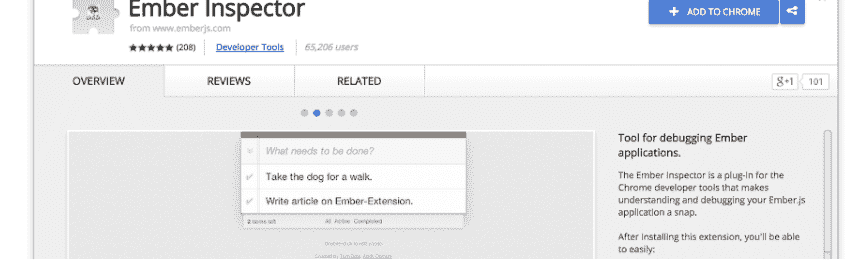 Ember Inspector
from www.emberjs.com
★★★★★ (208) Developer Tools 65,206 users
+ ADD TO CHROME
OVERVIEW REVIEWS RELATED
g+1 101
What needs to be done?
Take the dog for a walk.
Write article on Ember-Extension.
2 items left All Active Completed
Tool for debugging Ember
applications.
The Ember Inspector is a plug-in for the
Chrome developer tools that makes
understanding and debugging your Ember.js
application a snap.
After installing this extension, you'll be able
to easily: